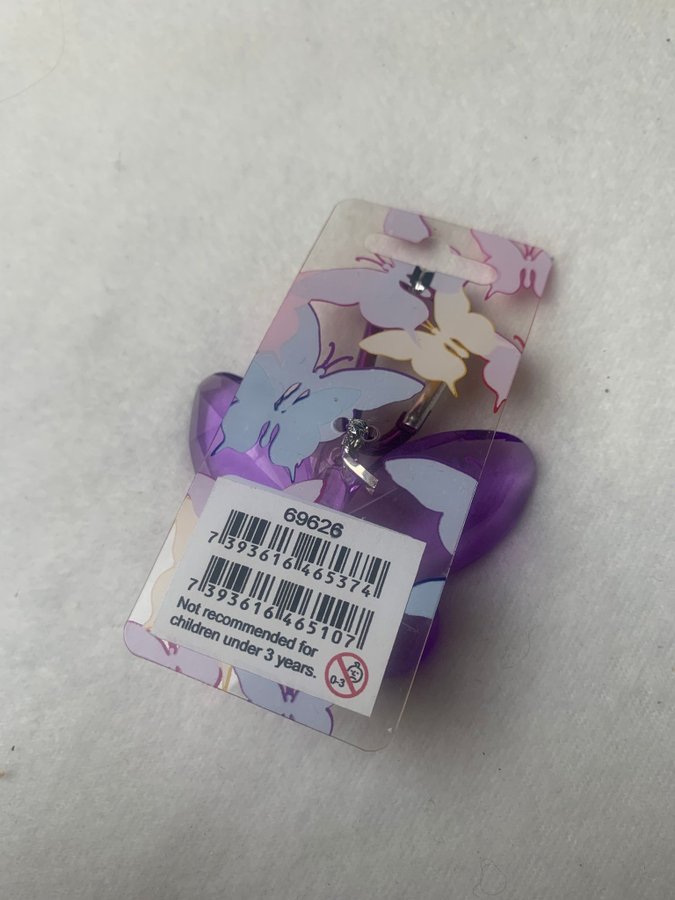 69626
7 393616 465374
7 393616 465107
Not recommended for
children under 3 years.
0-3